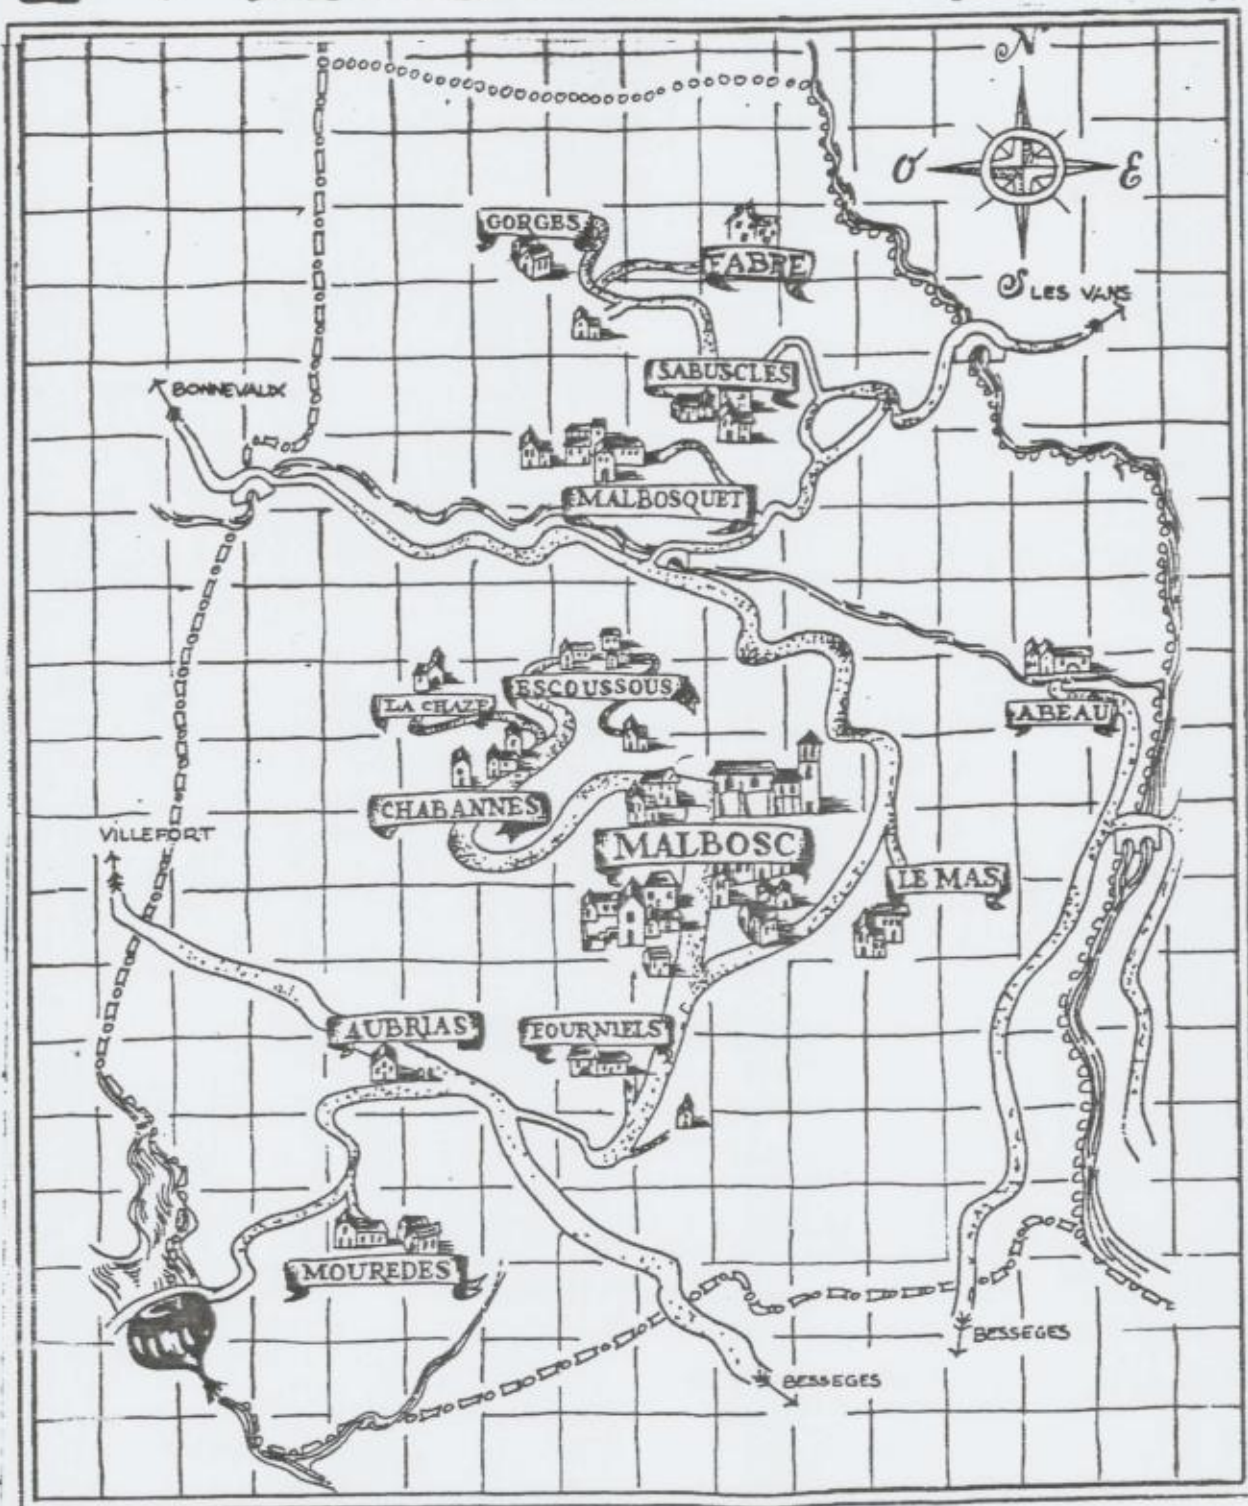 N
O
E
S
LES VANS
GORGES
FABRE
SABUSCLES
BONNEVAUX
MALBOSQUET
ESCOUSSOUS
LA CHAZE
ABEAU
CHABANNES
VILLEFORT
MALBOSC
LE MAS
AUBRIAS
FOURNIELS
MOUREDES
BESSEGES
BESSEGES